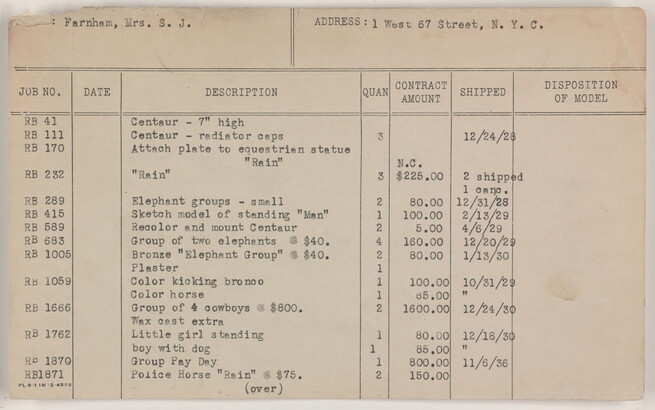 : Farnham, Mrs. S. J. ADDRESS: 1 West 67 Street, N. Y. C.
JOB NO. DATE DESCRIPTION QUAN CONTRACT AMOUNT SHIPPED DISPOSITION OF MODEL
RB 41 Centaur - 7" high
RB 111 Centaur - radiator caps 3 12/24/28
RB 170 Attach plate to equestrian statue
"Rain" N.C.
RB 232 "Rain" 3 $225.00 2 shipped
1 canc.
RB 289 Elephant groups - small 2 80.00 12/31/28
RB 415 Sketch model of standing "Man" 1 100.00 2/13/29
RB 589 Recolor and mount Centaur 2 5.00 4/6/29
RB 683 Group of two elephants @ $40. 4 160.00 12/20/29
RB 1005 Bronze "Elephant Group" @ $40. 2 80.00 1/13/30
Plaster 1
RB 1059 Color kicking bronco 1 100.00 10/31/29
Color horse 1 85.00 "
RB 1666 Group of 4 cowboys @ $800. 2 1600.00 12/24/30
Wax cast extra
RB 1762 Little girl standing 1 80.00 12/18/30
boy with dog 1 85.00 "
RB 1870 Group Pay Day 1 800.00 11/6/36
RB1871 Police Horse "Rain" @ $75. 2 150.00
(over)